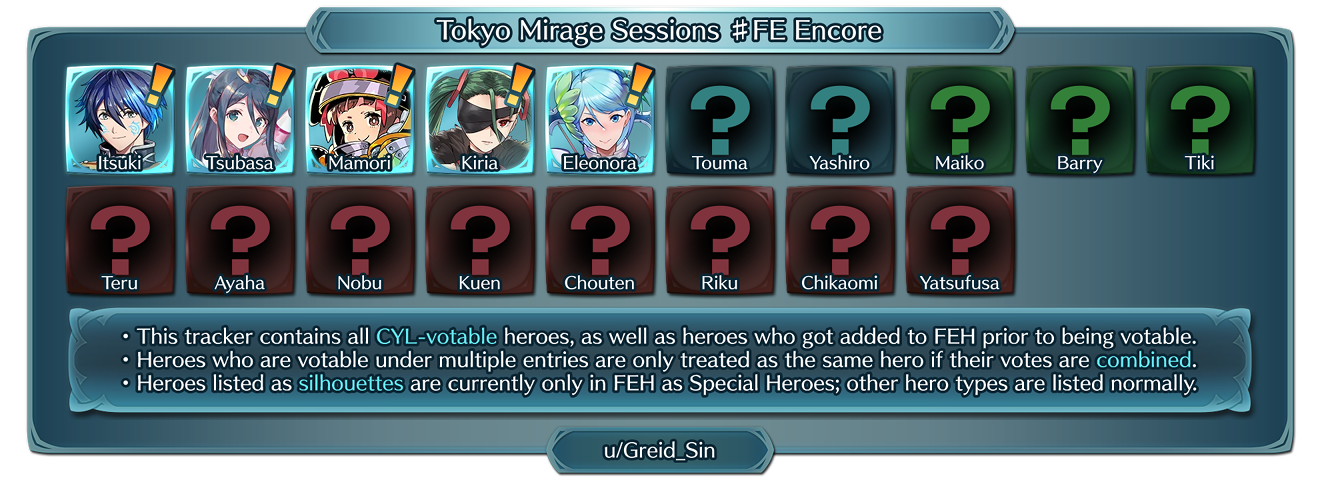 Tokyo Mirage Sessions ♯FE Encore
Itsuki Tsubasa Mamori Kiria Eleonora Touma Yashiro Maiko Barry Tiki
Teru Ayaha Nobu Kuen Chouten Riku Chikaomi Yatsufusa
• This tracker contains all CYL-votable heroes, as well as heroes who got added to FEH prior to being votable.
• Heroes who are votable under multiple entries are only treated as the same hero if their votes are combined.
• Heroes listed as silhouettes are currently only in FEH as Special Heroes; other hero types are listed normally.
u/Greid_Sin